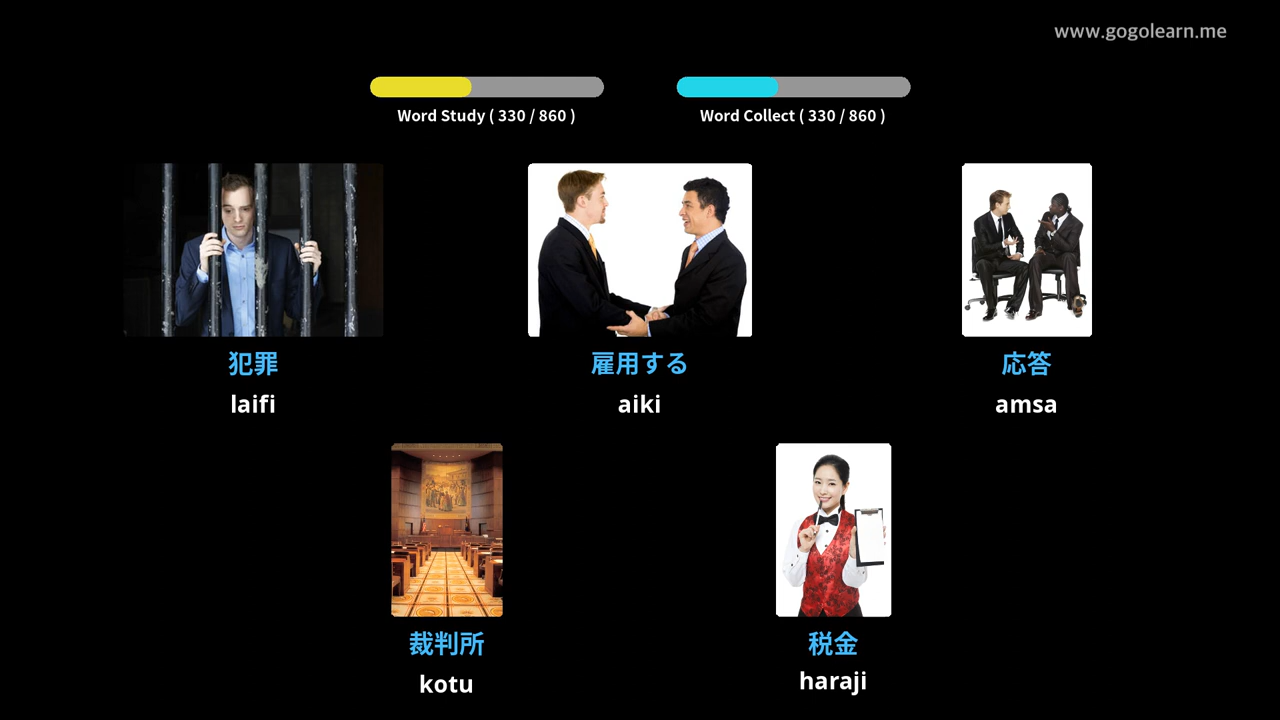 www.gogolearn.me
Word Study ( 330 / 860 )
Word Collect ( 330 / 860 )
犯罪
laifi
雇用する
aiki
応答
amsa
裁判所
kotu
税金
haraji